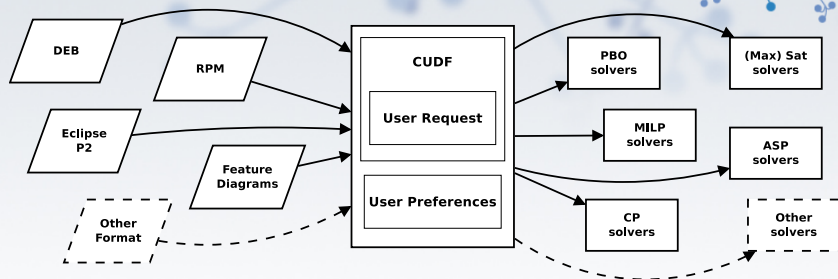 DEB
RPM
Eclipse
P2
Feature
Diagrams
Other
Format
CUDF
User Request
User Preferences
PBO
solvers
(Max) Sat
solvers
MILP
solvers
ASP
solvers
CP
solvers
Other
solvers